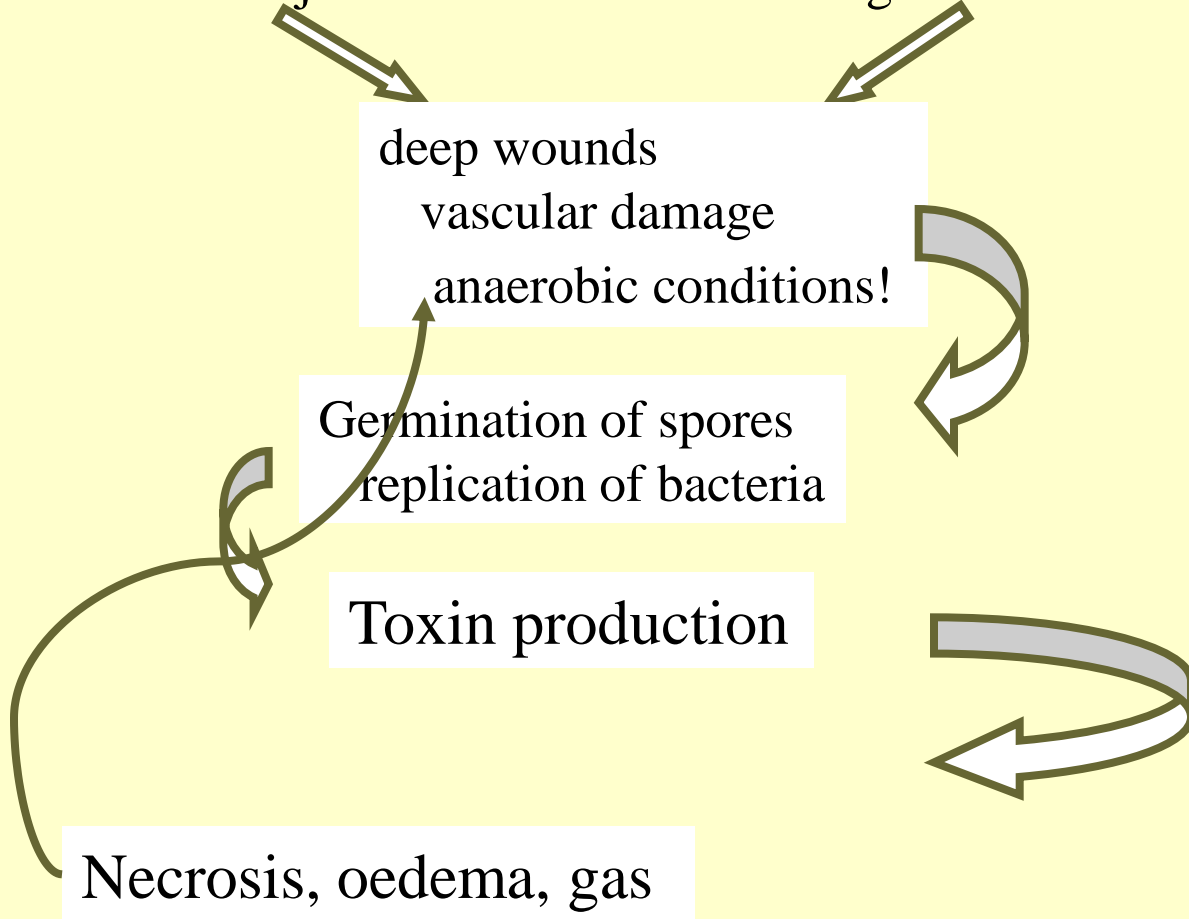 deep wounds
vascular damage
anaerobic conditions!
Germination of spores
replication of bacteria
Toxin production
Necrosis, oedema, gas